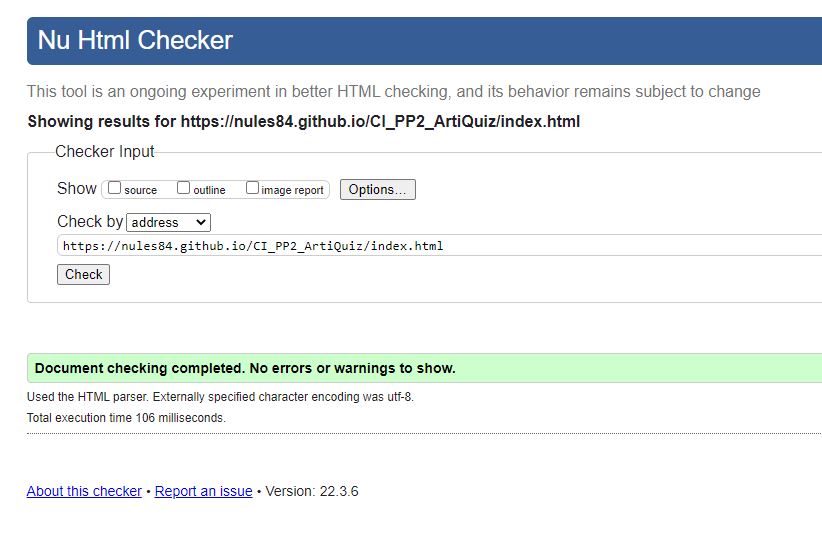 Nu Html Checker
This tool is an ongoing experiment in better HTML checking, and its behavior remains subject to change
Showing results for https://nules84.github.io/CI_PP2_ArtiQuiz/index.html
Checker Input
Show source outline image report Options...
Check by address
https://nules84.github.io/CI_PP2_ArtiQuiz/index.html
Check
Document checking completed. No errors or warnings to show.
Used the HTML parser. Externally specified character encoding was utf-8.
Total execution time 106 milliseconds.
About this checker • Report an issue • Version: 22.3.6